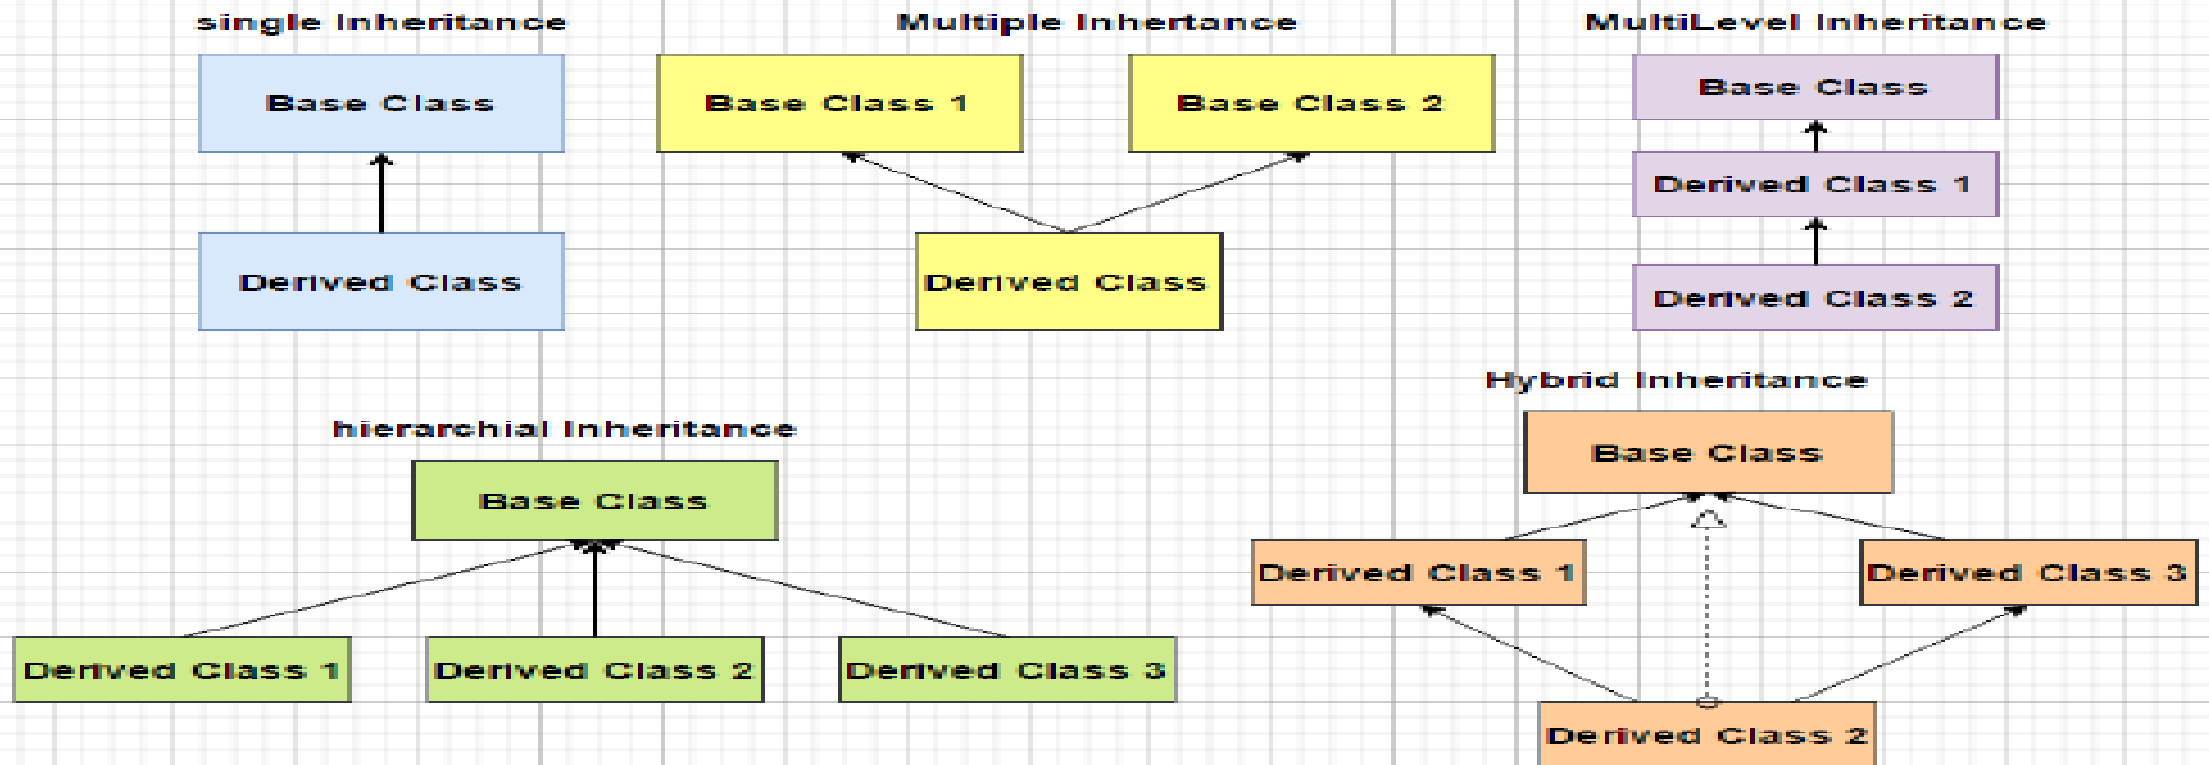 single Inheritance
Base Class
Derived Class
Multiple Inhertance
Base Class 1
Base Class 2
Derived Class
MultiLevel Inheritance
Base Class
Derived Class 1
Derived Class 2
hierarchial Inheritance
Base Class
Derived Class 1
Derived Class 2
Derived Class 3
Hybrid Inheritance
Base Class
Derived Class 1
Derived Class 3
Derived Class 2